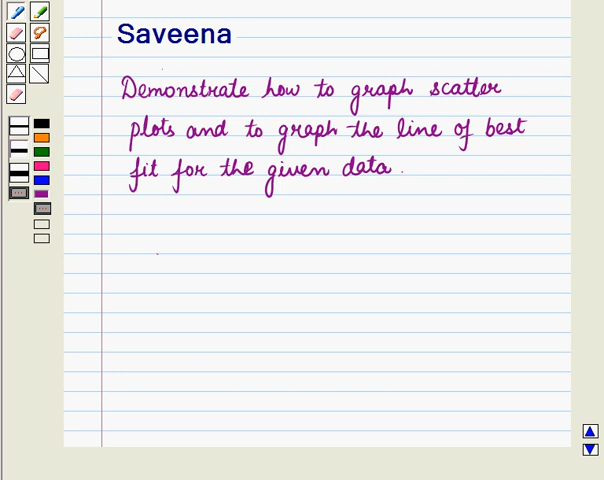 Saveena
Demonstrate how to graph scatter
plots and to graph the line of best
fit for the given data.